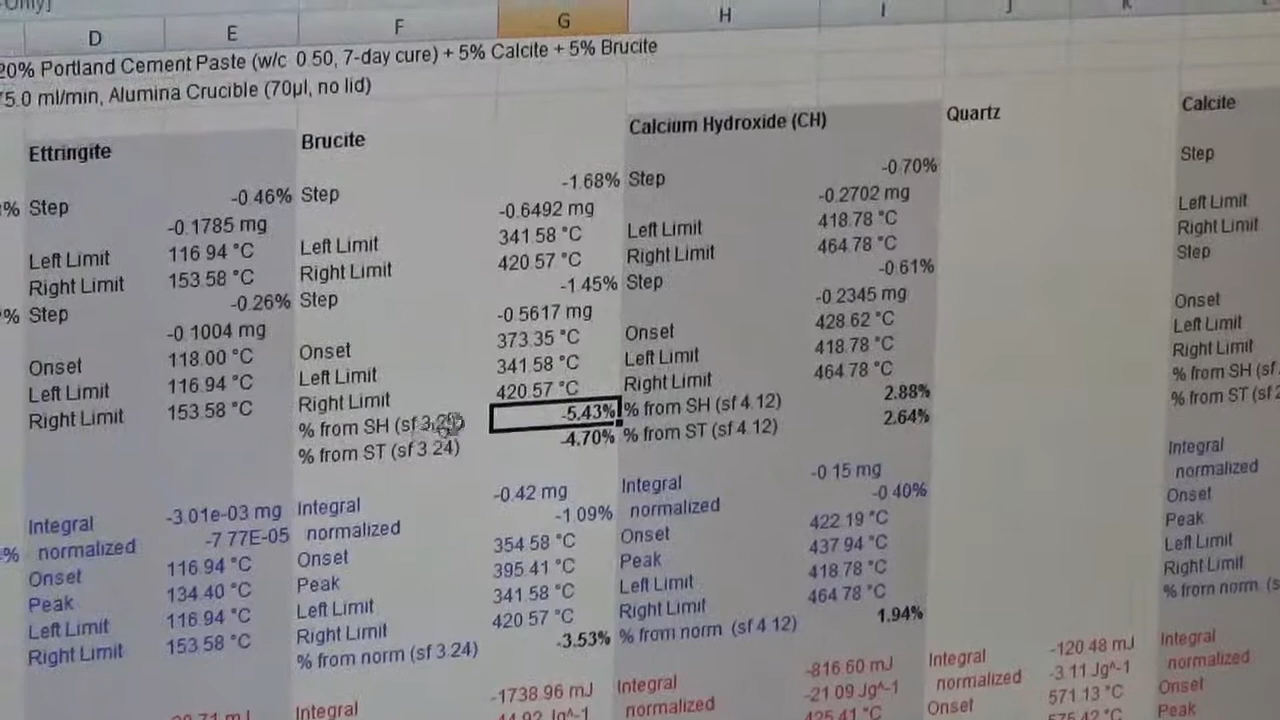 D E F G H I
20% Portland Cement Paste (w/c 0.50, 7-day cure) + 5% Calcite + 5% Brucite
5.0 ml/min, Alumina Crucible (70µl, no lid)
Ettringite Brucite Calcium Hydroxide (CH) Quartz Calcite
% Step -0.46% Step -1.68% Step -0.70% Step
-0.1785 mg -0.6492 mg -0.2702 mg
Left Limit 116.94 °C Left Limit 341.58 °C Left Limit 418.78 °C Left Limit
Right Limit 153.58 °C Right Limit 420.57 °C Right Limit 464.78 °C Right Limit
% Step -0.26% Step -1.45% Step -0.61% Step
-0.1004 mg -0.5617 mg -0.2345 mg
Onset 118.00 °C Onset 373.35 °C Onset 428.62 °C Onset
Left Limit 116.94 °C Left Limit 341.58 °C Left Limit 418.78 °C Left Limit
Right Limit 153.58 °C Right Limit 420.57 °C Right Limit 464.78 °C Right Limit
% from SH (sf -5.43% % from SH (sf 4.12) 2.88% % from SH (sf
% from ST (sf 3.24) -4.70% % from ST (sf 4.12) 2.64% % from ST (sf
Integral -3.01e-03 mg Integral -0.42 mg Integral -0.15 mg Integral
% normalized -7.77E-05 normalized -1.09% normalized -0.40% normalized
Onset 116.94 °C Onset 354.58 °C Onset 422.19 °C Onset
Peak 134.40 °C Peak 395.41 °C Peak 437.94 °C Peak
Left Limit 116.94 °C Left Limit 341.58 °C Left Limit 418.78 °C Left Limit
Right Limit 153.58 °C Right Limit 420.57 °C Right Limit 464.78 °C Right Limit
% from norm (sf 3.24) -3.53% % from norm (sf 4.12) 1.94% % from norm
Integral -1738.96 mJ Integral -816.60 mJ Integral -120.48 mJ Integral
normalized -21.09 Jg^-1 normalized -3.11 Jg^-1 normalized
Onset 571.13 °C Onset
Peak